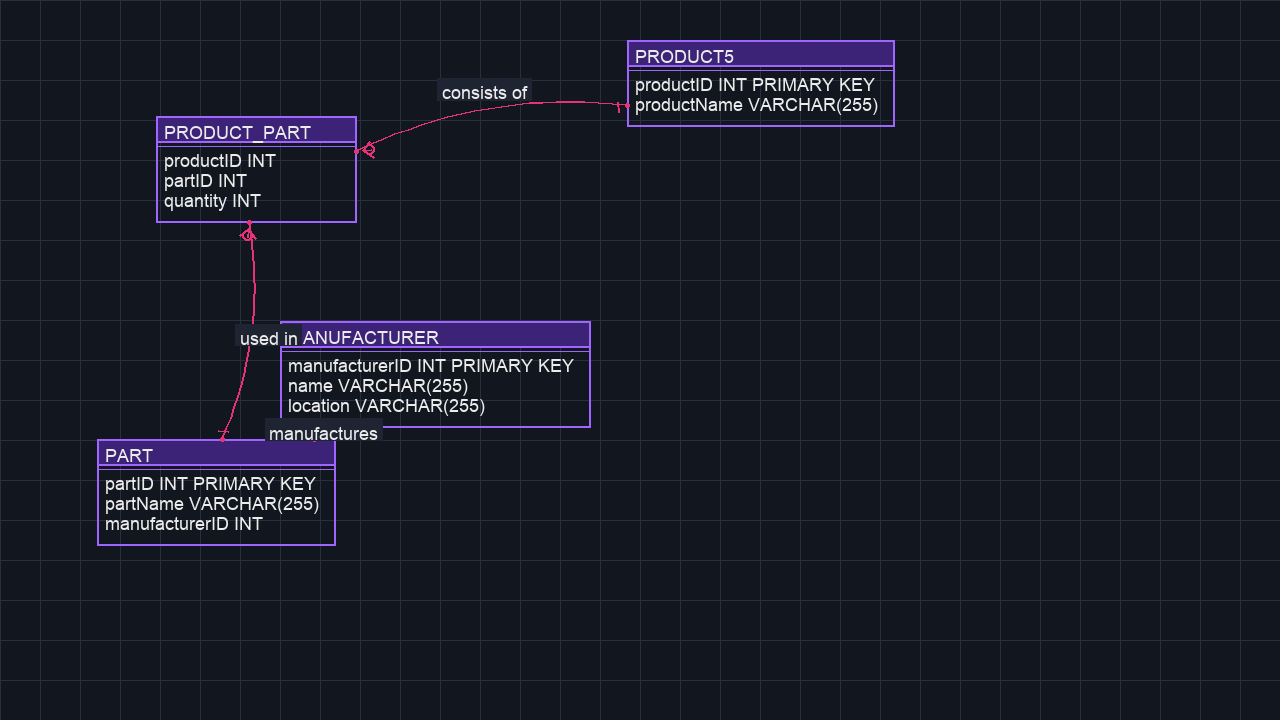 PRODUCT5
productID INT PRIMARY KEY
productName VARCHAR(255)
consists of
PRODUCT_PART
productID INT
partID INT
quantity INT
used in
ANUFACTURER
manufacturerID INT PRIMARY KEY
name VARCHAR(255)
location VARCHAR(255)
manufactures
PART
partID INT PRIMARY KEY
partName VARCHAR(255)
manufacturerID INT